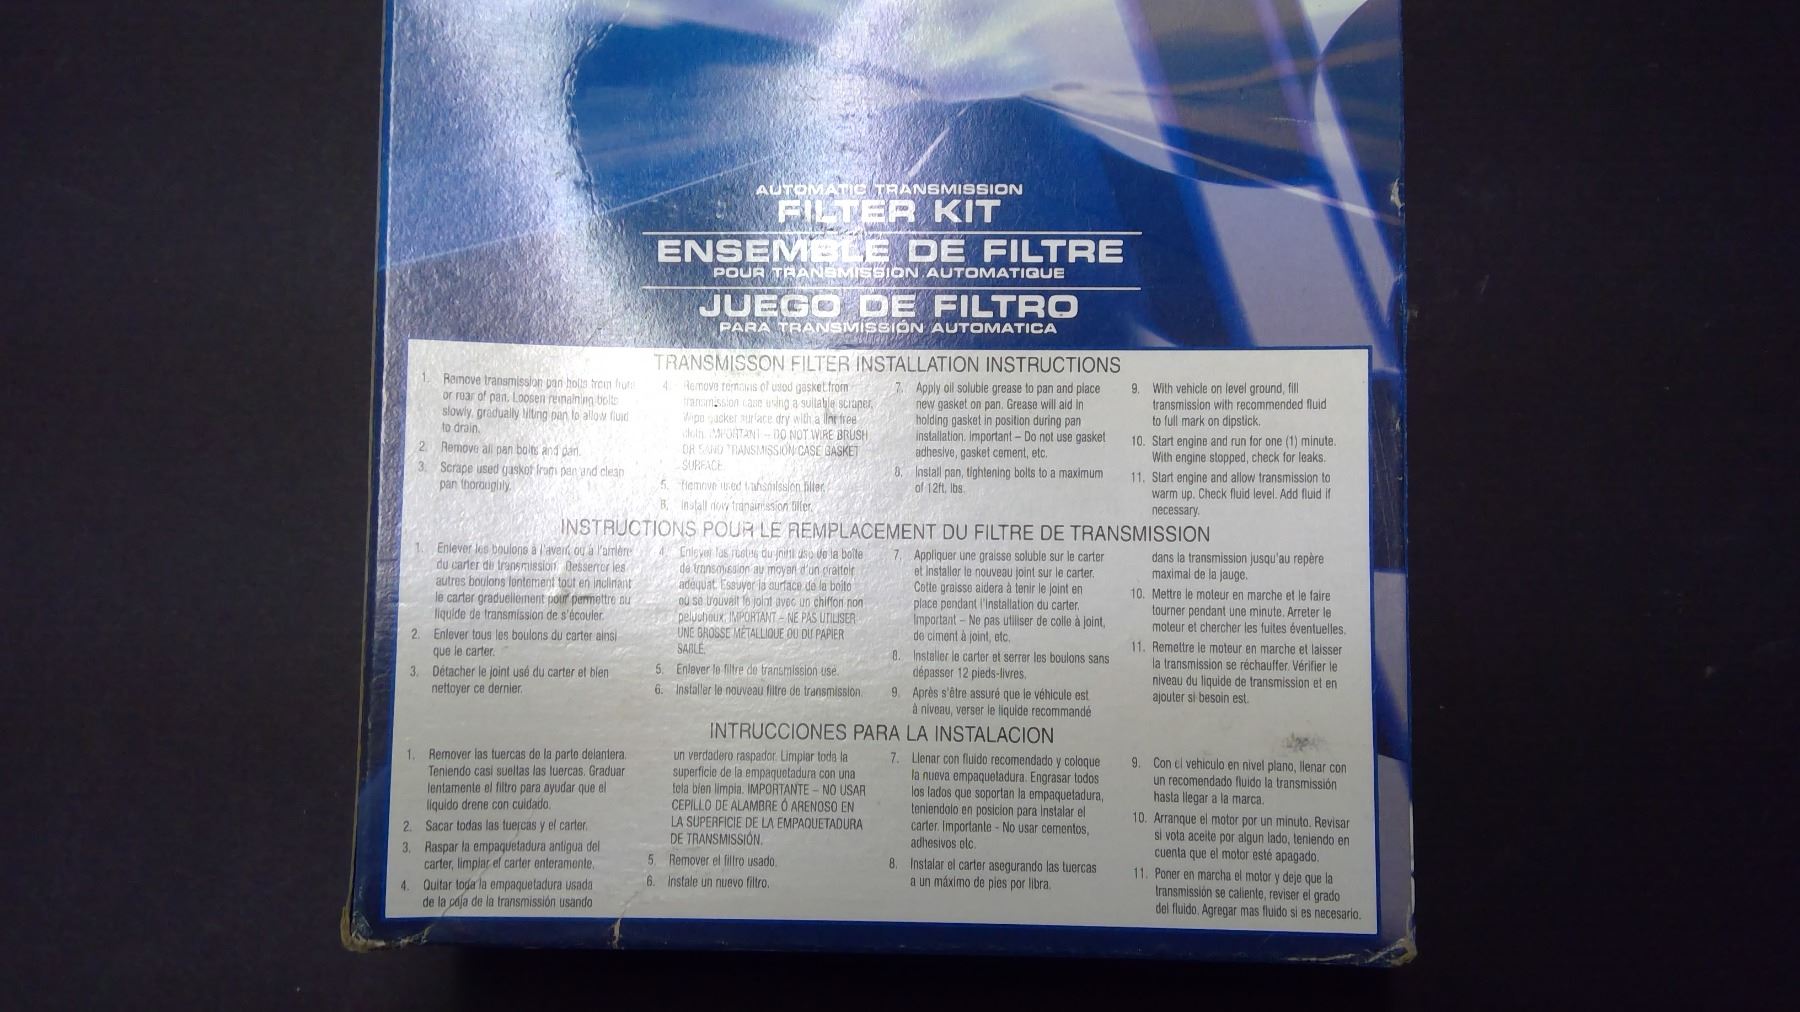 AUTOMATIC TRANSMISSION
FILTER KIT
ENSEMBLE DE FILTRE
POUR TRANSMISSION AUTOMATIQUE
JUEGO DE FILTRO
PARA TRANSMISSIÓN AUTOMATICA
TRANSMISSON FILTER INSTALLATION INSTRUCTIONS
1. Remove transmission pan bolts from front
or rear of pan. Loosen remaining bolts
slowly, gradually tilting pan to allow fluid
to drain.
2. Remove all pan bolts and pan.
3. Scrape used gasket from pan and clean
pan thoroughly.
4. Remove remains of used gasket from
transmission case using a suitable scraper.
Wipe gasket surface dry with a lint free
cloth. IMPORTANT – DO NOT WIRE BRUSH
OR SAND TRANSMISSION CASE GASKET
SURFACE.
5. Remove used transmission filter.
6. Install new transmission filter.
7. Apply oil soluble grease to pan and place
new gasket on pan. Grease will aid in
holding gasket in position during pan
installation. Important – Do not use gasket
adhesive, gasket cement, etc.
8. Install pan, tightening bolts to a maximum
of 12ft. lbs.
9. With vehicle on level ground, fill
transmission with recommended fluid
to full mark on dipstick.
10. Start engine and run for one (1) minute.
With engine stopped, check for leaks.
11. Start engine and allow transmission to
warm up. Check fluid level. Add fluid if
necessary.
INSTRUCTIONS POUR LE REMPLACEMENT DU FILTRE DE TRANSMISSION
1. Enlever les boulons à l'avant ou à l'arrière
du carter de transmission. Desserrer les
autres boulons lentement tout en inclinant
le carter graduellement pour permettre au
liquide de transmission de s'écouler.
2. Enlever tous les boulons du carter ainsi
que le carter.
3. Détacher le joint usé du carter et bien
nettoyer ce dernier.
4. Enlever les restes du joint usé de la boîte
de transmission au moyen d'un grattoir
adéquat. Essuyer la surface de la boîte
où se trouvait le joint avec un chiffon non
pelucheux. IMPORTANT – NE PAS UTILISER
UNE BROSSE MÉTALLIQUE OU DU PAPIER
SABLÉ.
5. Enlever le filtre de transmission use.
6. Installer le nouveau filtre de transmission.
7. Appliquer une graisse soluble sur le carter
et installer le nouveau joint sur le carter.
Cette graisse aidera à tenir le joint en
place pendant l'installation du carter.
Important – Ne pas utiliser de colle à joint,
de ciment à joint, etc.
8. Installer le carter et serrer les boulons sans
dépasser 12 pieds-livres.
9. Après s'être assuré que le véhicule est
à niveau, verser le liquide recommandé
dans la transmission jusqu'au repère
maximal de la jauge.
10. Mettre le moteur en marche et le faire
tourner pendant une minute. Arreter le
moteur et chercher les fuites éventuelles.
11. Remettre le moteur en marche et laisser
la transmission se réchauffer. Vérifier le
niveau du liquide de transmission et en
ajouter si besoin est.
INTRUCCIONES PARA LA INSTALACION
1. Remover las tuercas de la parte delantera.
Teniendo casi sueltas las tuercas. Graduar
lentamente el filtro para ayudar que el
liquido drene con cuidado.
2. Sacar todas las tuercas y el carter.
3. Raspar la empaquetadura antigua del
carter, limpiar el carter enteramente.
4. Quitar toda la empaquetadura usada
de la caja de la transmissión usando
un verdadero raspador. Limpiar toda la
superficie de la empaquetadura con una
tela bien limpia. IMPORTANTE – NO USAR
CEPILLO DE ALAMBRE Ó ARENOSO EN
LA SUPERFICIE DE LA EMPAQUETADURA
DE TRANSMISSIÓN.
5. Remover el filtro usado.
6. Instale un nuevo filtro.
7. Llenar con fluido recomendado y coloque
la nueva empaquetadura. Engrasar todos
los lados que soportan la empaquetadura,
teniendolo en posicion para instalar el
carter. Importante - No usar cementos,
adhesivos etc.
8. Instalar el carter asegurando las tuercas
a un máximo de pies por libra.
9. Con el vehiculo en nivel plano, llenar con
un recomendado fluido la transmissión
hasta llegar a la marca.
10. Arranque el motor por un minuto. Revisar
si vota aceite por algun lado, teniendo en
cuenta que el motor esté apagado.
11. Poner en marcha el motor y deje que la
transmissión se caliente, reviser el grado
del fluido. Agregar mas fluido si es necesario.